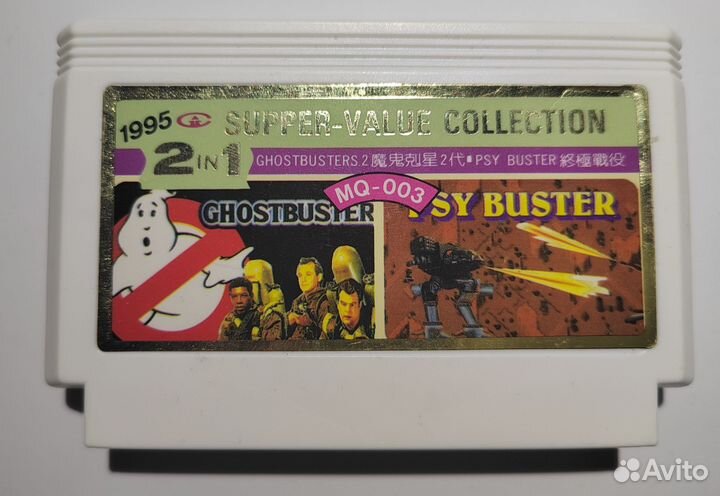 1995 SUPPER-VALUE COLLECTION
2 IN 1 GHOSTBUSTERS 2 魔鬼剋星2代•PSY BUSTER 終極戰役
MQ-003
GHOSTBUSTER PSY BUSTER
Avito